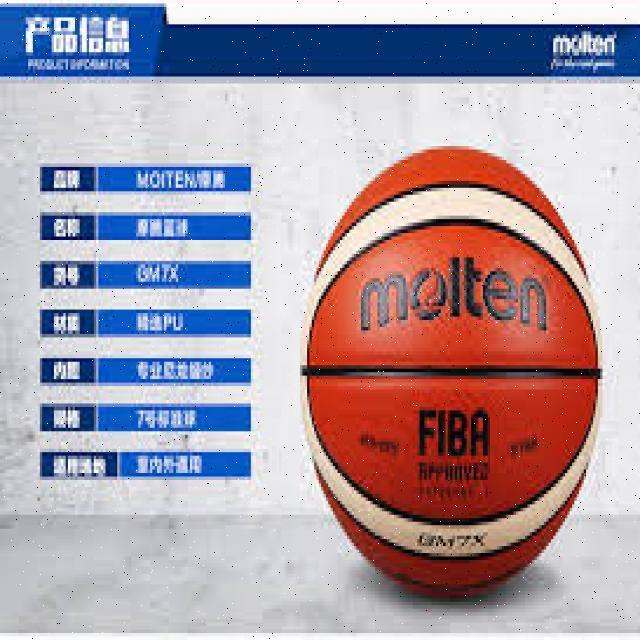 产品信息
PRODUCT INFORMATION
molten
for the real game
品牌 MOITEN/摩腾
名称 摩腾篮球
货号 GM7X
材质 精选PU
内胆 专业尼龙缠纱
规格 7号标准球
适用场地 室内外通用
molten
FIBA
APPROVED
GM7X